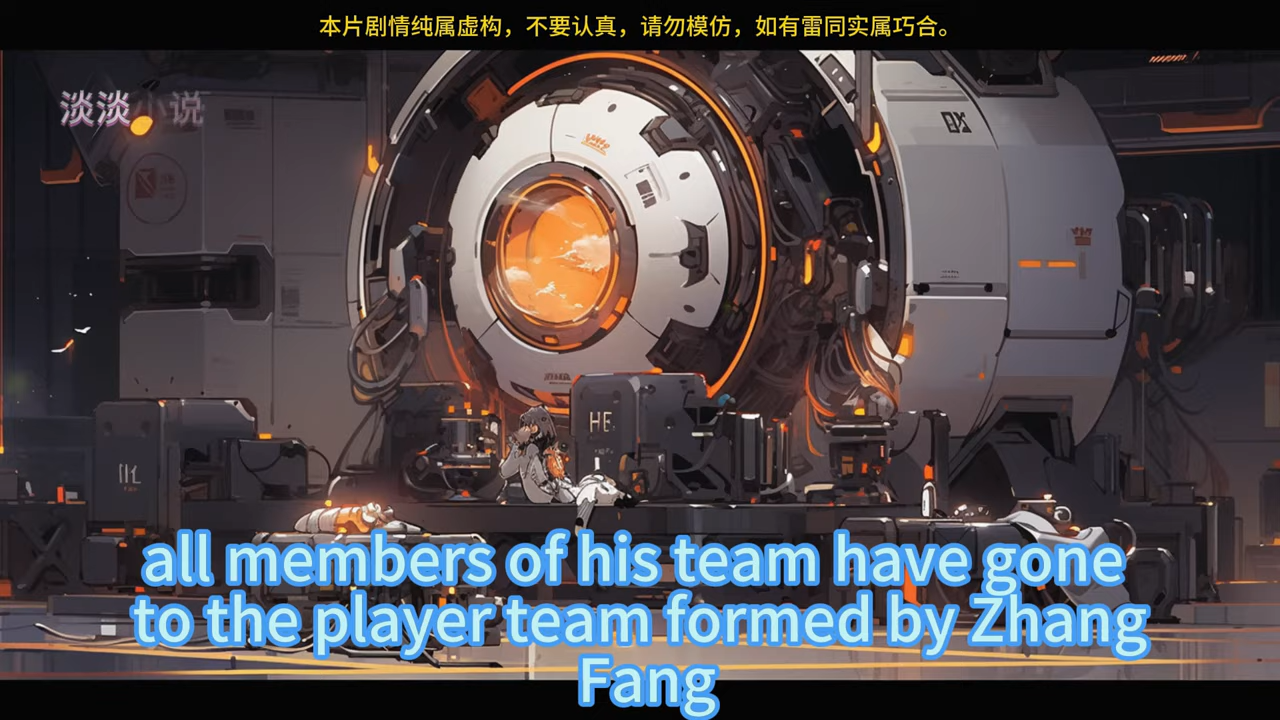 本片剧情纯属虚构，不要认真，请勿模仿，如有雷同实属巧合。
淡淡小说
HE
all members of his team have gone
to the player team formed by Zhang
Fang